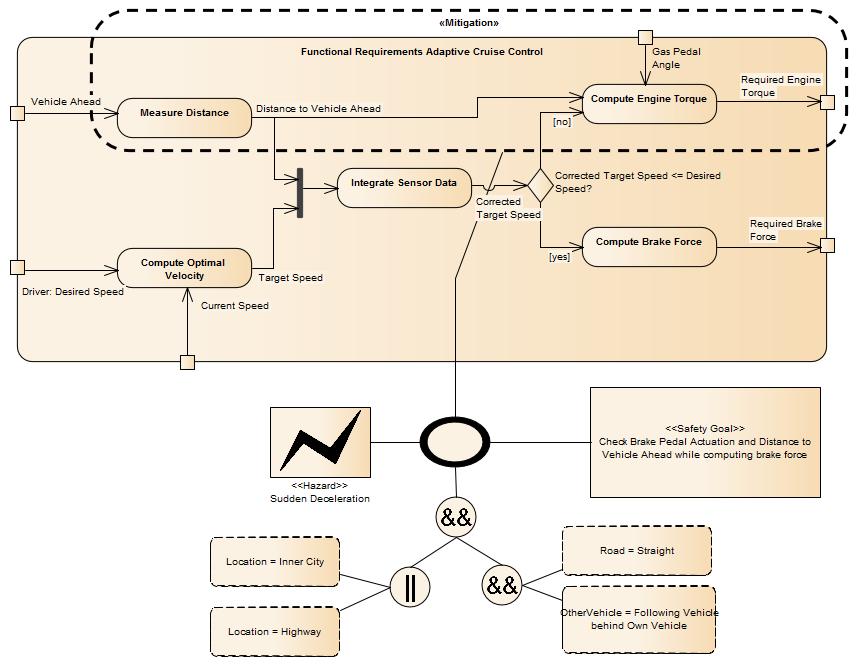 «Mitigation»
Functional Requirements Adaptive Cruise Control
Gas Pedal
Angle
Required Engine
Torque
Vehicle Ahead
Measure Distance
Distance to Vehicle Ahead
Compute Engine Torque
[no]
Integrate Sensor Data
Corrected Target Speed <= Desired
Speed?
Corrected
Target Speed
Required Brake
Force
Compute Brake Force
[yes]
Compute Optimal
Velocity
Target Speed
Driver: Desired Speed
Current Speed
<<Safety Goal>>
Check Brake Pedal Actuation and Distance to
Vehicle Ahead while computing brake force
<<Hazard>>
Sudden Deceleration
&&
Location = Inner City
||
Location = Highway
&&
Road = Straight
OtherVehicle = Following Vehicle
behind Own Vehicle